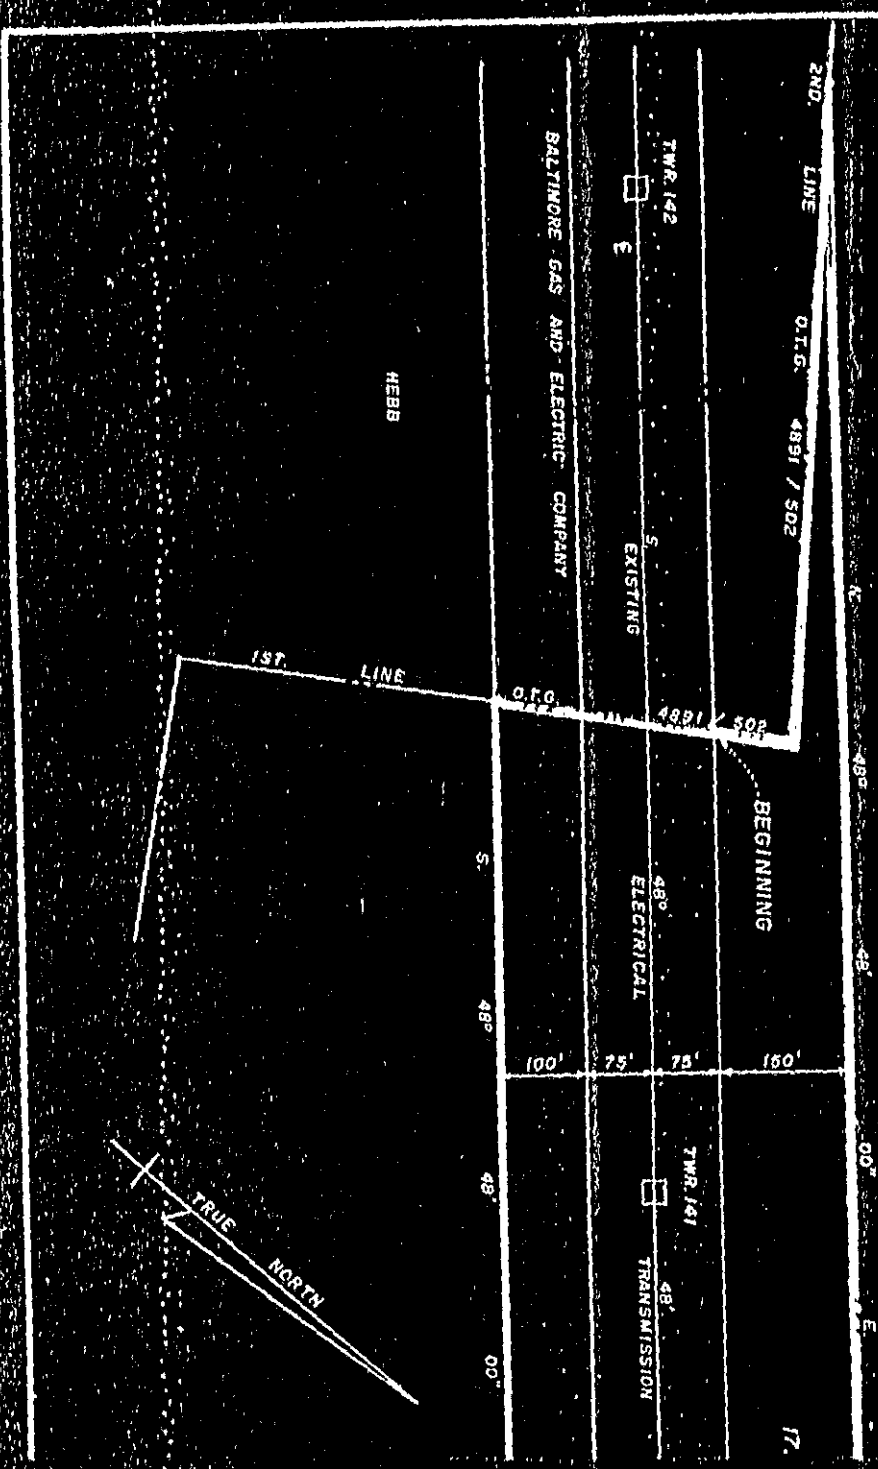 2ND. LINE O.T.G. 4891 / 502
TWR. 142
℄
BALTIMORE GAS AND ELECTRIC COMPANY
HEBB
S. 48° 48'
EXISTING ELECTRICAL TRANSMISSION
1ST. LINE O.T.G. 4891 / 502
BEGINNING
48° 48' 00" E
S. 48° 48' 00"
100' 75' 75' 150'
TWR. 141
TRUE NORTH
17.